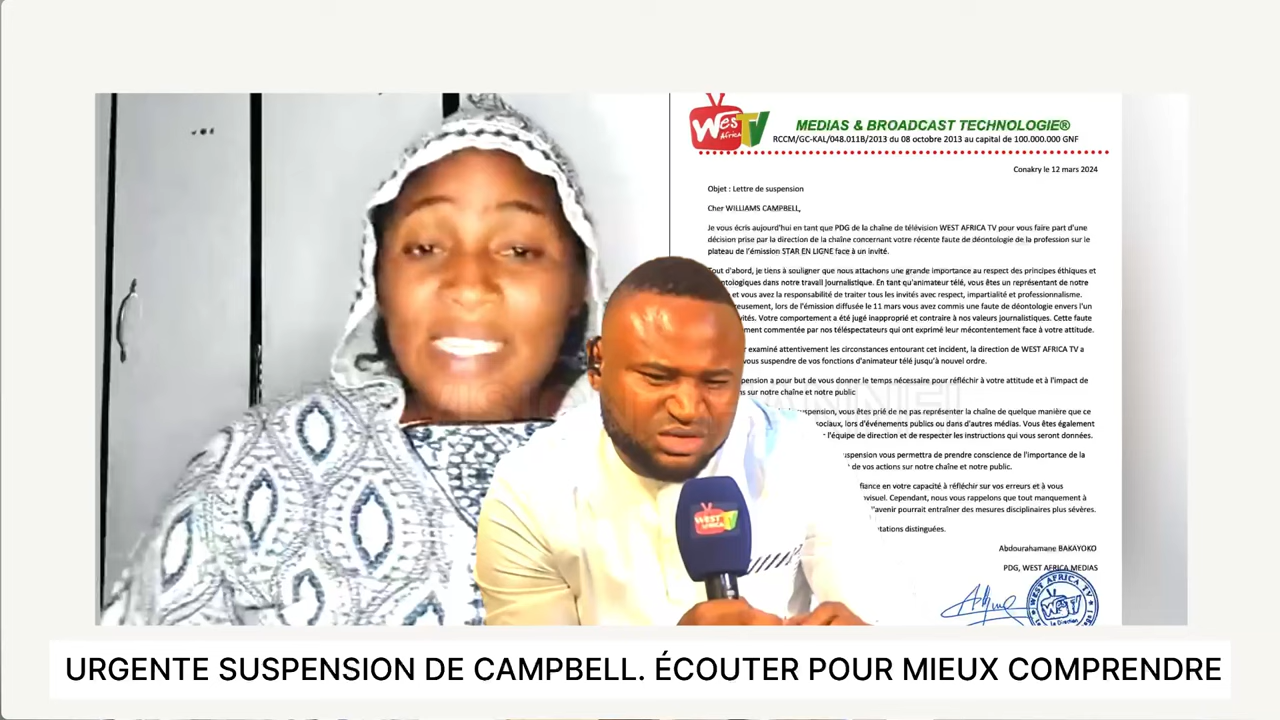 West Africa TV
MEDIAS & BROADCAST TECHNOLOGIE®
RCCM/GC-KAL/048.011B/2013 du 08 octobre 2013 au capital de 100.000.000 GNF
Conakry le 12 mars 2024
Objet : Lettre de suspension
Cher WILLIAMS CAMPBELL,
Je vous écris aujourd'hui en tant que PDG de la chaîne de télévision WEST AFRICA TV pour vous faire part d'une
décision prise par la direction de la chaîne concernant votre récente faute de déontologie de la profession sur le
plateau de l'émission STAR EN LIGNE face à un invité.
Tout d'abord, je tiens à souligner que nous attachons une grande importance au respect des principes éthiques et
ontologiques dans notre travail journalistique. En tant qu'animateur télé, vous êtes un représentant de notre
et vous avez la responsabilité de traiter tous les invités avec respect, impartialité et professionnalisme.
eusement, lors de l'émission diffusée le 11 mars vous avez commis une faute de déontologie envers l'un
vités. Votre comportement a été jugé inapproprié et contraire à nos valeurs journalistiques. Cette faute
ment commentée par nos téléspectateurs qui ont exprimé leur mécontentement face à votre attitude.
r examiné attentivement les circonstances entourant cet incident, la direction de WEST AFRICA TV a
vous suspendre de vos fonctions d'animateur télé jusqu'à nouvel ordre.
pension a pour but de vous donner le temps nécessaire pour réfléchir à votre attitude et à l'impact de
ns sur notre chaîne et notre public
suspension, vous êtes prié de ne pas représenter la chaîne de quelque manière que ce
sociaux, lors d'événements publics ou dans d'autres médias. Vous êtes également
r l'équipe de direction et de respecter les instructions qui vous seront données.
uspension vous permettra de prendre conscience de l'importance de la
t de vos actions sur notre chaîne et notre public.
fiance en votre capacité à réfléchir sur vos erreurs et à vous
visuel. Cependant, nous vous rappelons que tout manquement à
l'avenir pourrait entraîner des mesures disciplinaires plus sévères.
tations distinguées.
Abdourahamane BAKAYOKO
PDG, WEST AFRICA MEDIAS
WEST AFRICA TV
La Direction
WEST AFRICA TV
URGENTE SUSPENSION DE CAMPBELL. ÉCOUTER POUR MIEUX COMPRENDRE